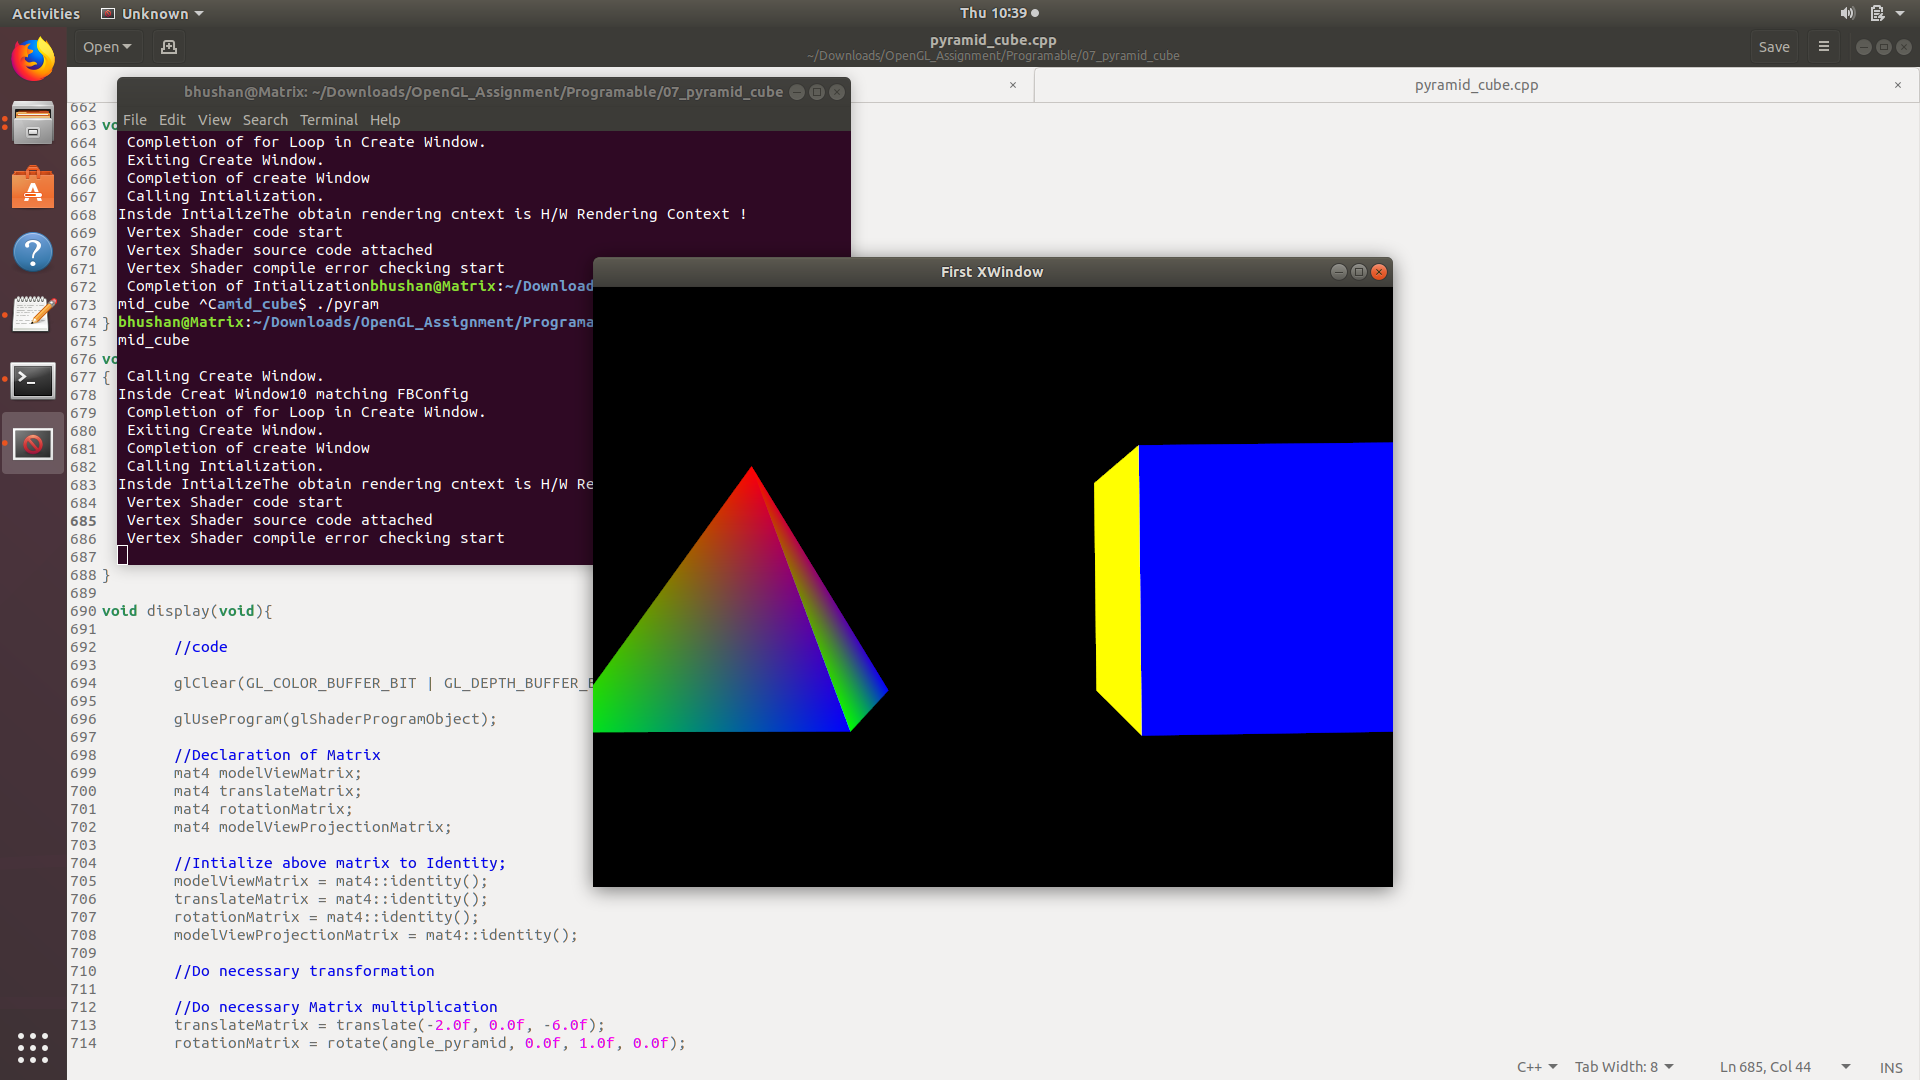 Activities Unknown Thu 10:39
Open pyramid_cube.cpp Save
~/Downloads/OpenGL_Assignment/Programable/07_pyramid_cube
× pyramid_cube.cpp ×
bhushan@Matrix: ~/Downloads/OpenGL_Assignment/Programable/07_pyramid_cube
File Edit View Search Terminal Help
Completion of for Loop in Create Window.
Exiting Create Window.
Completion of create Window
Calling Intialization.
Inside IntializeThe obtain rendering cntext is H/W Rendering Context !
Vertex Shader code start
Vertex Shader source code attached
Vertex Shader compile error checking start
Completion of Intializationbhushan@Matrix:~/Download
mid_cube ^Camid_cube$ ./pyram
bhushan@Matrix:~/Downloads/OpenGL_Assignment/Programa
mid_cube
Calling Create Window.
Inside Creat Window10 matching FBConfig
Completion of for Loop in Create Window.
Exiting Create Window.
Completion of create Window
Calling Intialization.
Inside IntializeThe obtain rendering cntext is H/W Re
Vertex Shader code start
Vertex Shader source code attached
Vertex Shader compile error checking start
First XWindow
662
663 vo
664
665
666
667
668
669
670
671
672
673
674 }
675
676 vo
677 {
678
679
680
681
682
683
684
685
686
687
688 }
689
690 void display(void){
691
692 //code
693
694 glClear(GL_COLOR_BUFFER_BIT | GL_DEPTH_BUFFER_B
695
696 glUseProgram(glShaderProgramObject);
697
698 //Declaration of Matrix
699 mat4 modelViewMatrix;
700 mat4 translateMatrix;
701 mat4 rotationMatrix;
702 mat4 modelViewProjectionMatrix;
703
704 //Intialize above matrix to Identity;
705 modelViewMatrix = mat4::identity();
706 translateMatrix = mat4::identity();
707 rotationMatrix = mat4::identity();
708 modelViewProjectionMatrix = mat4::identity();
709
710 //Do necessary transformation
711
712 //Do necessary Matrix multiplication
713 translateMatrix = translate(-2.0f, 0.0f, -6.0f);
714 rotationMatrix = rotate(angle_pyramid, 0.0f, 1.0f, 0.0f);
C++ Tab Width: 8 Ln 685, Col 44 INS